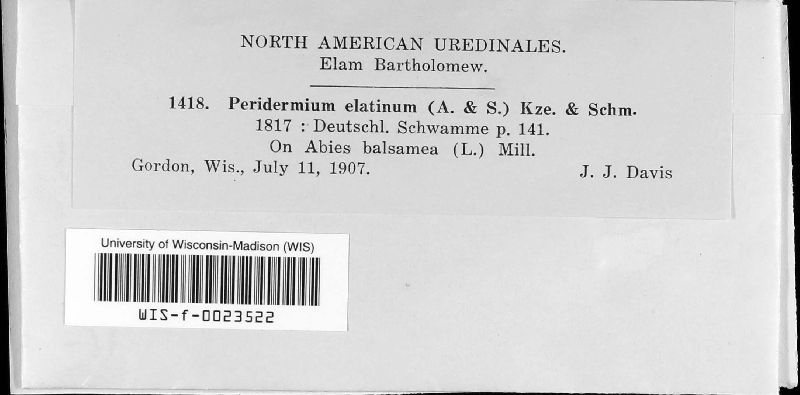 NORTH AMERICAN UREDINALES.
Elam Bartholomew.
1418. Peridermium elatinum (A. & S.) Kze. & Schm.
1817 : Deutschl. Schwamme p. 141.
On Abies balsamea (L.) Mill.
Gordon, Wis., July 11, 1907. J. J. Davis
University of Wisconsin-Madison (WIS)
WIS-f-0023522